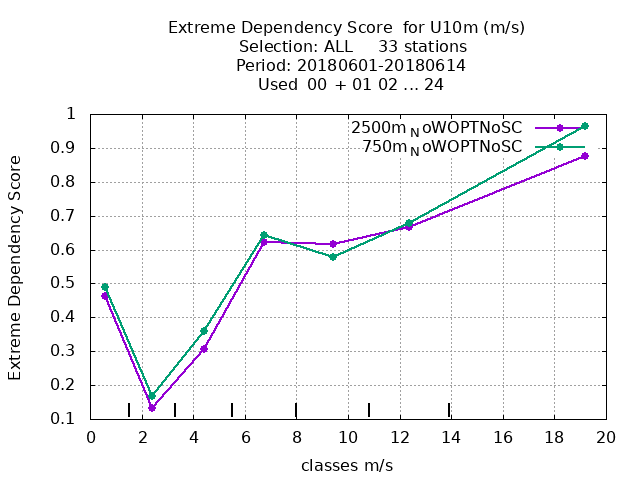 Extreme Dependency Score  for U10m (m/s)
Selection: ALL     33 stations
Period: 20180601-20180614
Used  00  + 01 02 ... 24
2500m_NoWOPTNoSC
750m_NoWOPTNoSC
1
0.9
0.8
0.7
0.6
0.5
0.4
0.3
0.2
0.1
Extreme Dependency Score
0 2 4 6 8 10 12 14 16 18 20
classes m/s